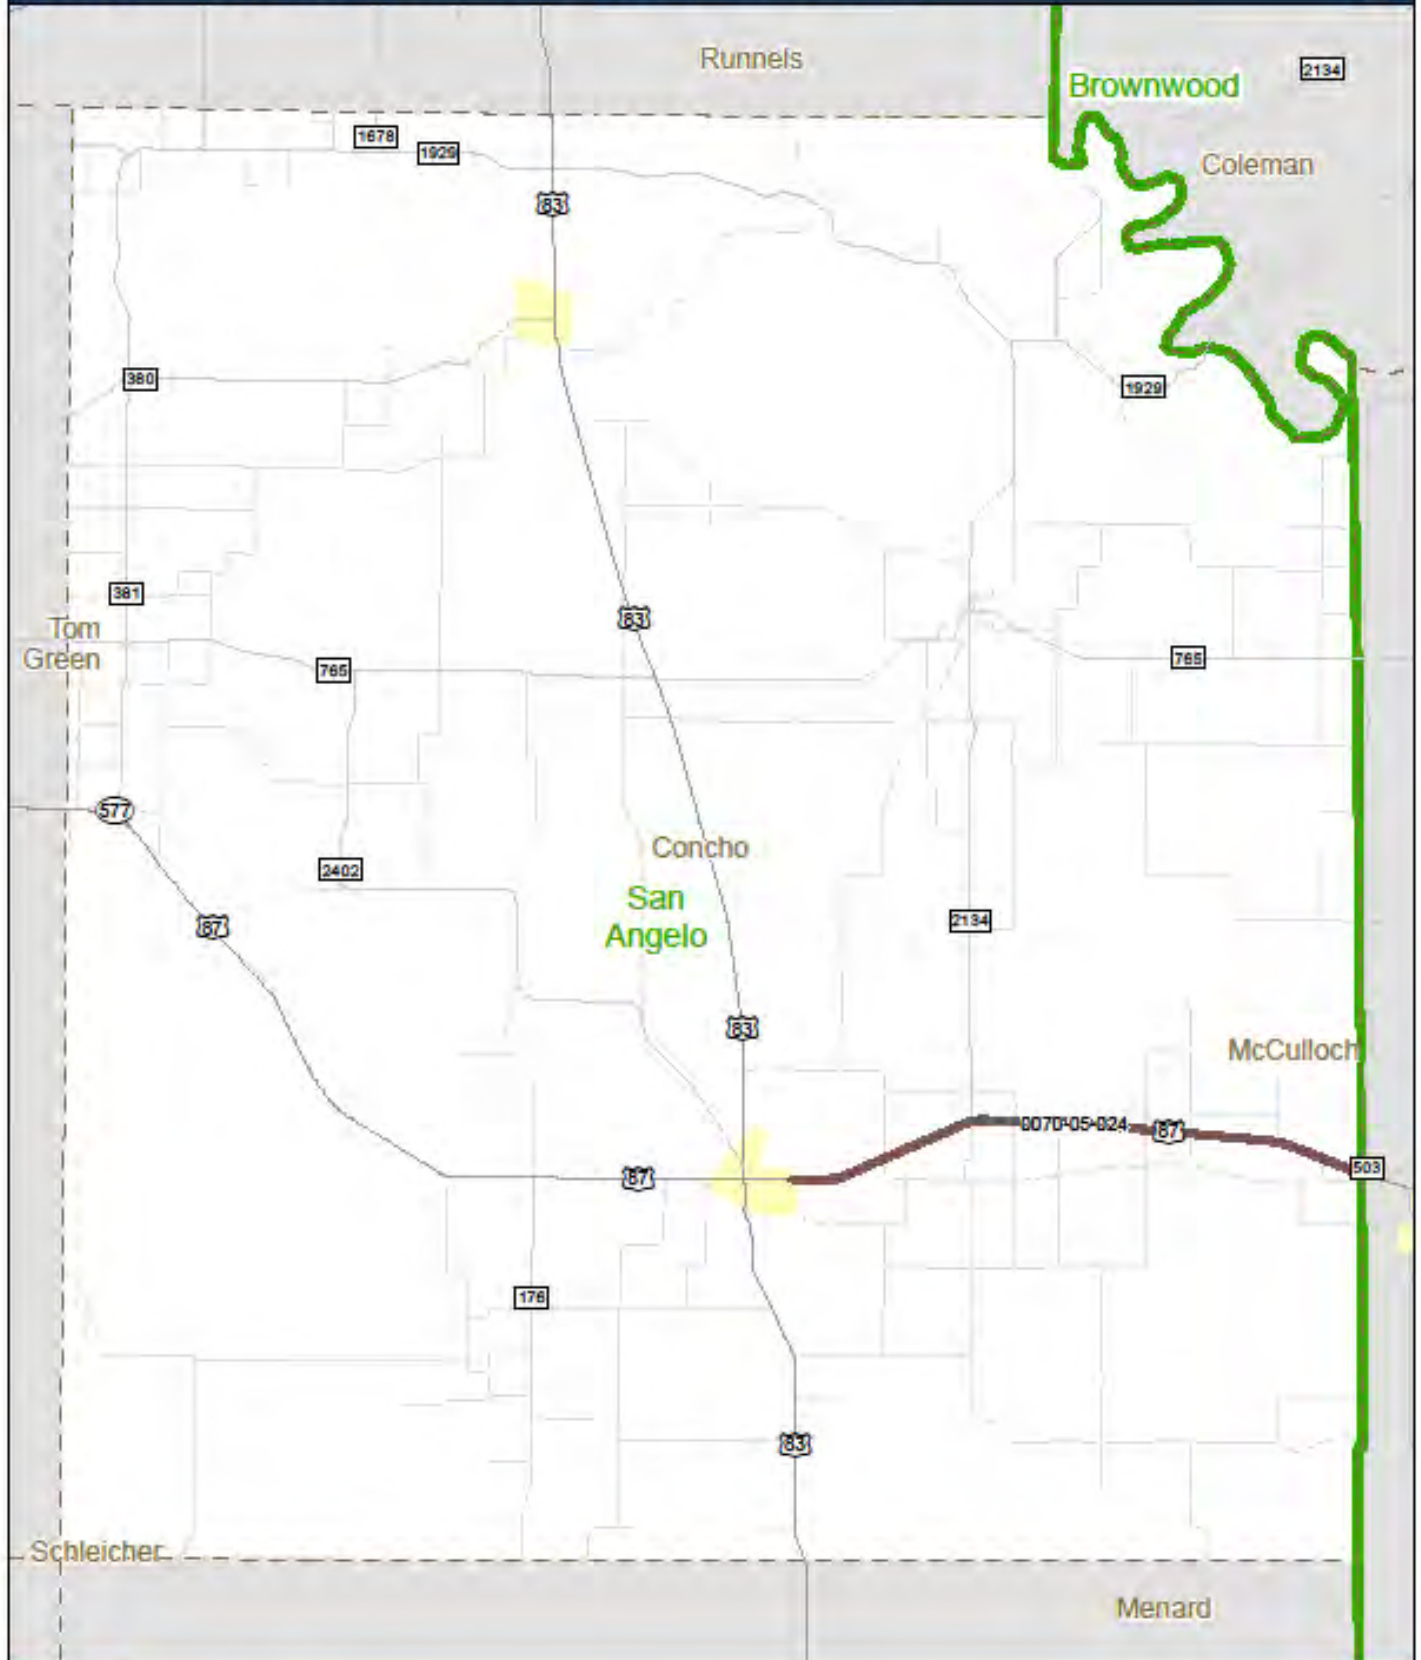 Runnels
2134
Brownwood
1678
1929
Coleman
83
380
1929
381
83
Tom
Green
765
765
577
Concho
2402
San
Angelo
87
2134
83
McCulloch
0070-05-024
87
503
87
176
83
Schleicher
Menard